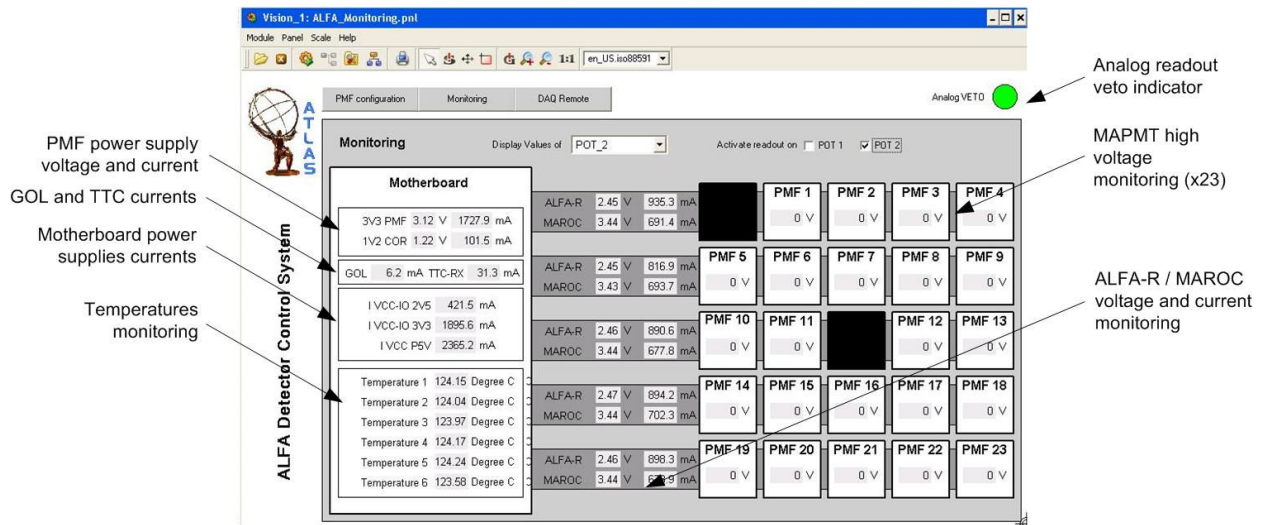 Vision_1: ALFA_Monitoring.pnl
Module Panel Scale Help
1:1 en_US.iso88591
PMF configuration Monitoring DAQ Remote Analog VETO
ATLAS
ALFA Detector Control System
Monitoring Display Values of POT_2 Activate readout on POT 1 POT 2
Motherboard
3V3 PMF 3.12 V 1727.9 mA
1V2 COR 1.22 V 101.5 mA
GOL 6.2 mA TTC-RX 31.3 mA
I VCC-IO 2V5 421.5 mA
I VCC-IO 3V3 1895.6 mA
I VCC P5V 2365.2 mA
Temperature 1 124.15 Degree C
Temperature 2 124.04 Degree C
Temperature 3 123.97 Degree C
Temperature 4 124.17 Degree C
Temperature 5 124.24 Degree C
Temperature 6 123.58 Degree C
ALFA-R 2.45 V 935.3 mA
MAROC 3.44 V 691.4 mA
PMF 1 PMF 2 PMF 3 PMF 4
0 V 0 V 0 V 0 V
ALFA-R 2.45 V 816.9 mA
MAROC 3.43 V 693.7 mA
PMF 5 PMF 6 PMF 7 PMF 8 PMF 9
0 V 0 V 0 V 0 V 0 V
ALFA-R 2.46 V 890.6 mA
MAROC 3.44 V 677.8 mA
PMF 10 PMF 11 PMF 12 PMF 13
0 V 0 V 0 V 0 V
ALFA-R 2.47 V 894.2 mA
MAROC 3.44 V 702.3 mA
PMF 14 PMF 15 PMF 16 PMF 17 PMF 18
0 V 0 V 0 V 0 V 0 V
ALFA-R 2.46 V 898.3 mA
MAROC 3.44 V mA
PMF 19 PMF 20 PMF 21 PMF 22 PMF 23
0 V 0 V 0 V 0 V 0 V
PMF power supply
voltage and current
GOL and TTC currents
Motherboard power
supplies currents
Temperatures
monitoring
Analog readout
veto indicator
MAPMT high
voltage
monitoring (x23)
ALFA-R / MAROC
voltage and current
monitoring